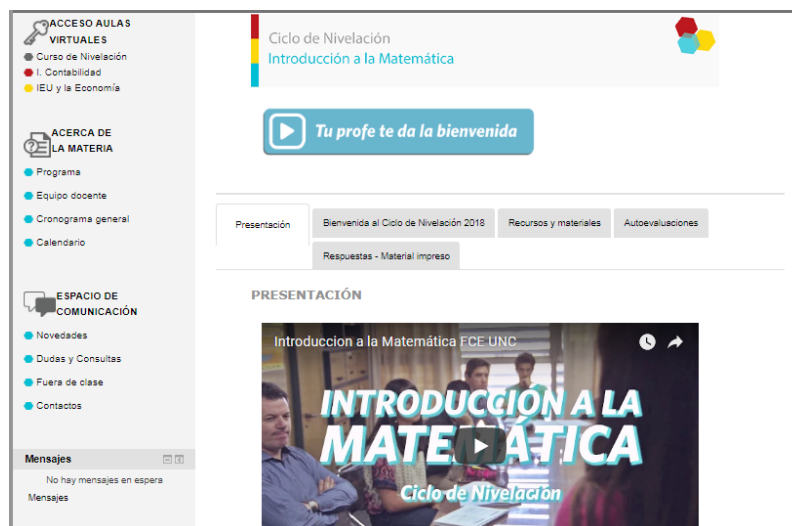 ACCESO AULAS
VIRTUALES
Curso de Nivelación
I. Contabilidad
IEU y la Economía
ACERCA DE
LA MATERIA
Programa
Equipo docente
Cronograma general
Calendario
ESPACIO DE
COMUNICACIÓN
Novedades
Dudas y Consultas
Fuera de clase
Contactos
Mensajes
No hay mensajes en espera
Mensajes
Ciclo de Nivelación
Introducción a la Matemática
Tu profe te da la bienvenida
Presentación
Bienvenida al Ciclo de Nivelación 2018
Recursos y materiales
Autoevaluaciones
Respuestas - Material impreso
PRESENTACIÓN
Introduccion a la Matemática FCE UNC
INTRODUCCIÓN A LA
MATEMÁTICA
Ciclo de Nivelación